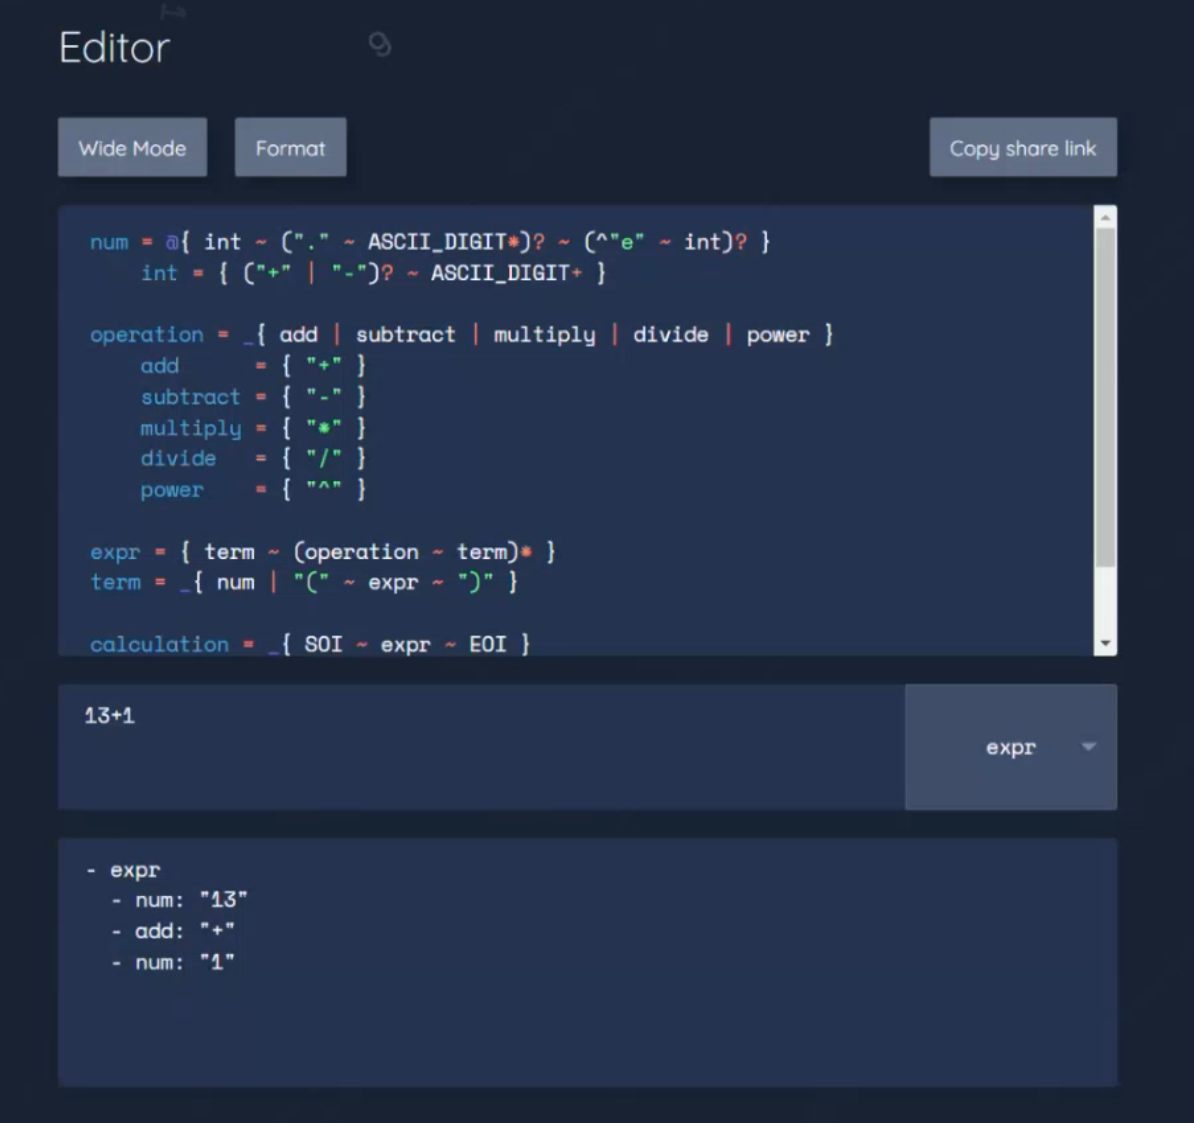 Editor
Wide Mode
Format
Copy share link
num = @{ int ~ ("." ~ ASCII_DIGIT*)? ~ (^"e" ~ int)? }
    int = { ("+" | "-")? ~ ASCII_DIGIT+ }
operation = _{ add | subtract | multiply | divide | power }
    add      = { "+" }
    subtract = { "-" }
    multiply = { "*" }
    divide   = { "/" }
    power    = { "^" }
expr = { term ~ (operation ~ term)* }
term = _{ num | "(" ~ expr ~ ")" }
calculation = _{ SOI ~ expr ~ EOI }
13+1
expr
- expr
  - num: "13"
  - add: "+"
  - num: "1"